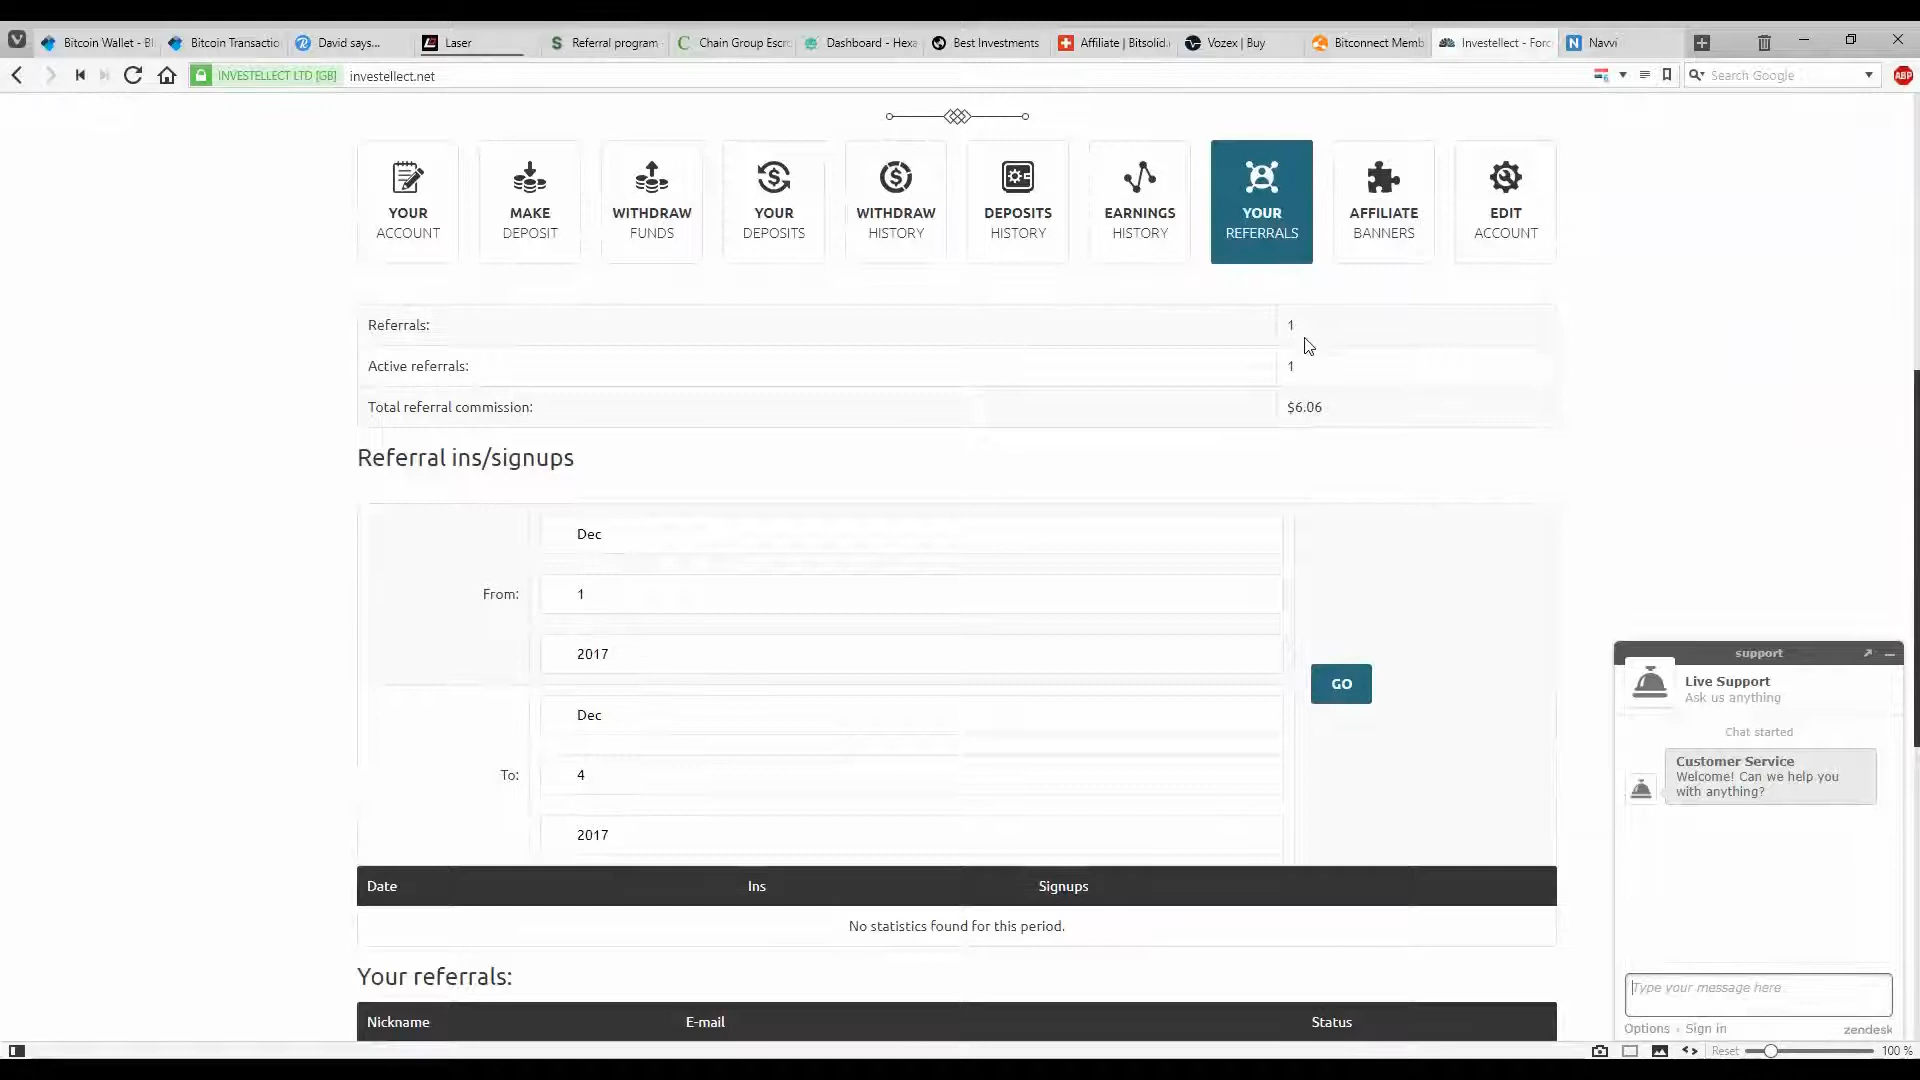 Bitcoin Wallet - Bl
Bitcoin Transactio
David says...
Laser
Referral program
Chain Group Escro
Dashboard - Hexa
Best Investments
Affiliate | Bitsolid.
Vozex | Buy
Bitconnect Memb
Investellect - Forc
Navvi
INVESTELLECT LTD [GB]
investellect.net
Search Google
ABP
YOUR
ACCOUNT
MAKE
DEPOSIT
WITHDRAW
FUNDS
YOUR
DEPOSITS
WITHDRAW
HISTORY
DEPOSITS
HISTORY
EARNINGS
HISTORY
YOUR
REFERRALS
AFFILIATE
BANNERS
EDIT
ACCOUNT
Referrals: 1
Active referrals: 1
Total referral commission: $6.06
Referral ins/signups
Dec
From: 1
2017
GO
Dec
To: 4
2017
Date Ins Signups
No statistics found for this period.
Your referrals:
Nickname E-mail Status
support
Live Support
Ask us anything
Chat started
Customer Service
Welcome! Can we help you
with anything?
Type your message here
Options Sign in zendesk
Reset 100 %